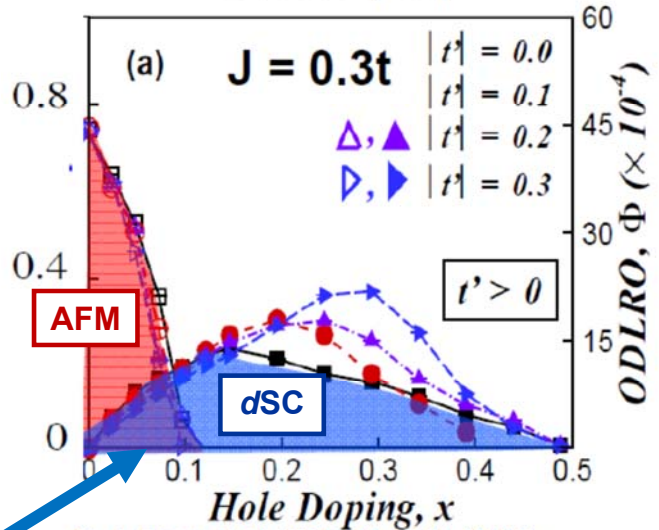 60
(a)
J = 0.3t
|t'| = 0.0
|t'| = 0.1
|t'| = 0.2
|t'| = 0.3
0.8
0.4
0
45
30
15
0
ODLRO, Φ (× 10⁻⁴)
t' > 0
AFM
dSC
0
0.1
0.2
0.3
0.4
0.5
Hole Doping, x